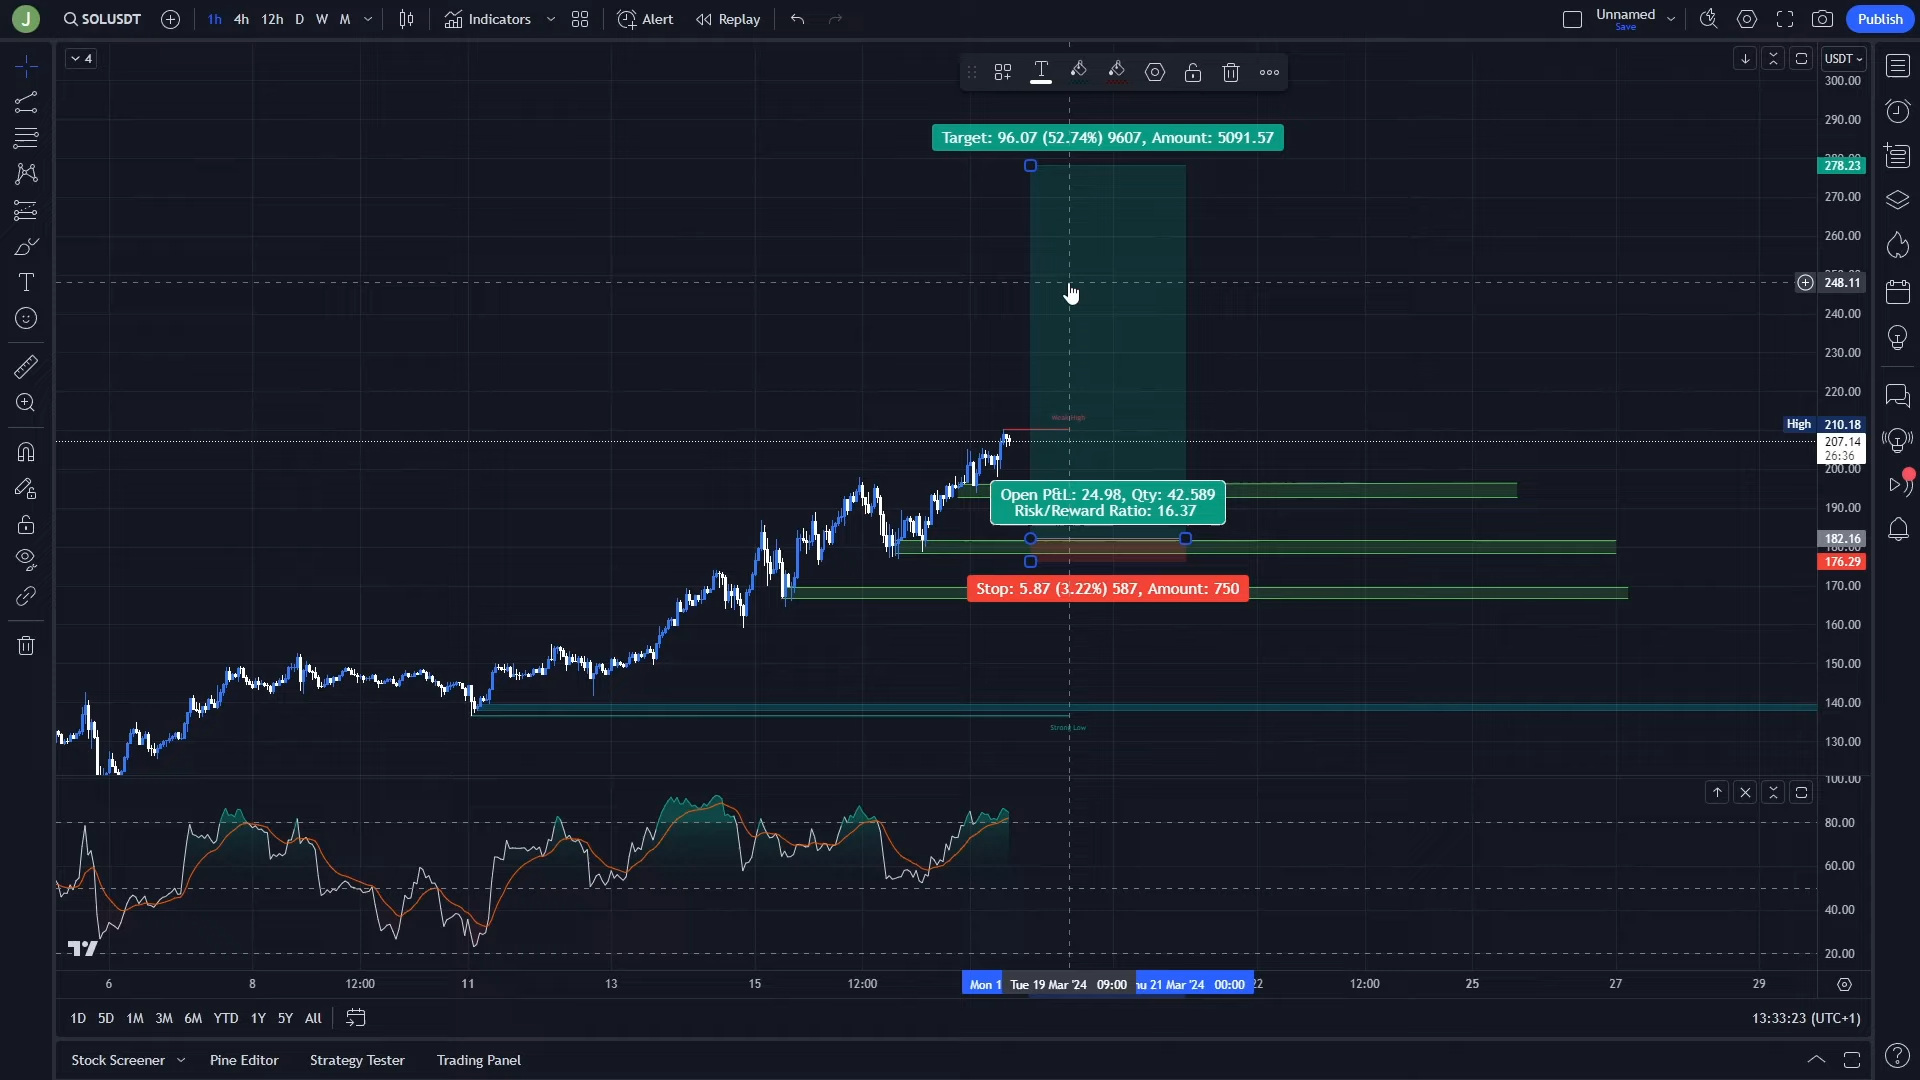 J
SOLUSDT
1h 4h 12h D W M
Indicators
Alert
Replay
Unnamed
Save
Publish
4
USDT
300.00
Target: 96.07 (52.74%) 9607, Amount: 5091.57
290.00
278.23
270.00
260.00
248.11
240.00
230.00
220.00
Weak High
High 210.18
207.14
26:36
200.00
Open P&L: 24.98, Qty: 42.589
Risk/Reward Ratio: 16.37
190.00
182.16
180.00
176.29
Stop: 5.87 (3.22%) 587, Amount: 750
170.00
160.00
150.00
140.00
Strong Low
130.00
100.00
80.00
60.00
40.00
20.00
6 8 12:00 11 13 15 12:00 Mon 1 Tue 19 Mar '24 09:00 hu 21 Mar '24 00:00 22 12:00 25 27 29
1D 5D 1M 3M 6M YTD 1Y 5Y All
13:33:23 (UTC+1)
Stock Screener Pine Editor Strategy Tester Trading Panel